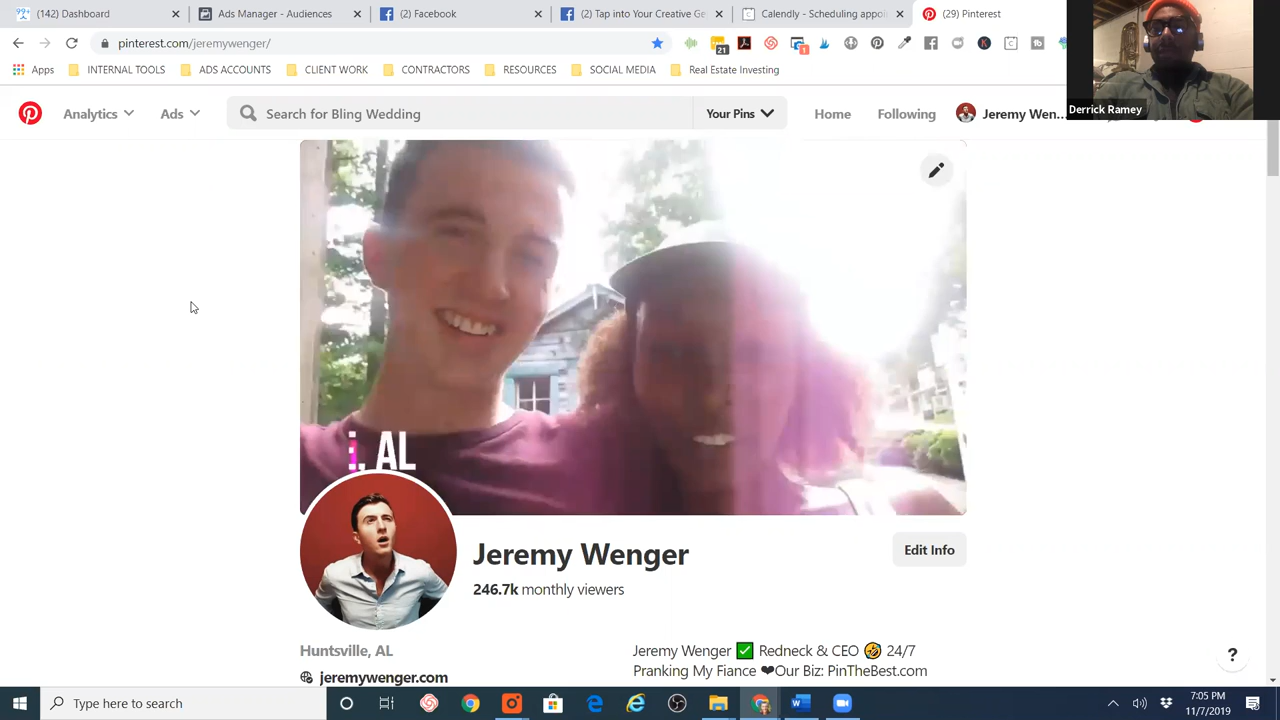 (142) Dashboard
Ads Manager - Audiences
(2) Facebook
(2) Tap into Your Creative Ge
Calendly - Scheduling appoi
(29) Pinterest
pinterest.com/jeremywenger/
21
1
Apps
INTERNAL TOOLS
ADS ACCOUNTS
CLIENT WORK
CONTRACTORS
RESOURCES
SOCIAL MEDIA
Real Estate Investing
Derrick Ramey
Analytics
Ads
Search for Bling Wedding
Your Pins
Home
Following
Jeremy Wen...
i, AL
Jeremy Wenger
Edit Info
246.7k monthly viewers
Huntsville, AL
jeremywenger.com
Jeremy Wenger ✅ Redneck & CEO 🤣 24/7
Pranking My Fiance ❤Our Biz: PinTheBest.com
?
Type here to search
7:05 PM
11/7/2019